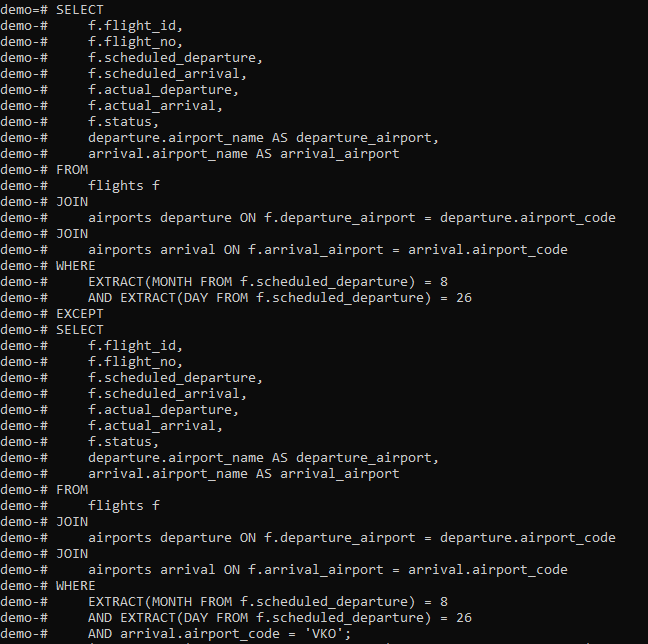 demo=# SELECT
demo-#     f.flight_id,
demo-#     f.flight_no,
demo-#     f.scheduled_departure,
demo-#     f.scheduled_arrival,
demo-#     f.actual_departure,
demo-#     f.actual_arrival,
demo-#     f.status,
demo-#     departure.airport_name AS departure_airport,
demo-#     arrival.airport_name AS arrival_airport
demo-# FROM
demo-#     flights f
demo-# JOIN
demo-#     airports departure ON f.departure_airport = departure.airport_code
demo-# JOIN
demo-#     airports arrival ON f.arrival_airport = arrival.airport_code
demo-# WHERE
demo-#     EXTRACT(MONTH FROM f.scheduled_departure) = 8
demo-#     AND EXTRACT(DAY FROM f.scheduled_departure) = 26
demo-# EXCEPT
demo-# SELECT
demo-#     f.flight_id,
demo-#     f.flight_no,
demo-#     f.scheduled_departure,
demo-#     f.scheduled_arrival,
demo-#     f.actual_departure,
demo-#     f.actual_arrival,
demo-#     f.status,
demo-#     departure.airport_name AS departure_airport,
demo-#     arrival.airport_name AS arrival_airport
demo-# FROM
demo-#     flights f
demo-# JOIN
demo-#     airports departure ON f.departure_airport = departure.airport_code
demo-# JOIN
demo-#     airports arrival ON f.arrival_airport = arrival.airport_code
demo-# WHERE
demo-#     EXTRACT(MONTH FROM f.scheduled_departure) = 8
demo-#     AND EXTRACT(DAY FROM f.scheduled_departure) = 26
demo-#     AND arrival.airport_code = 'VKO';